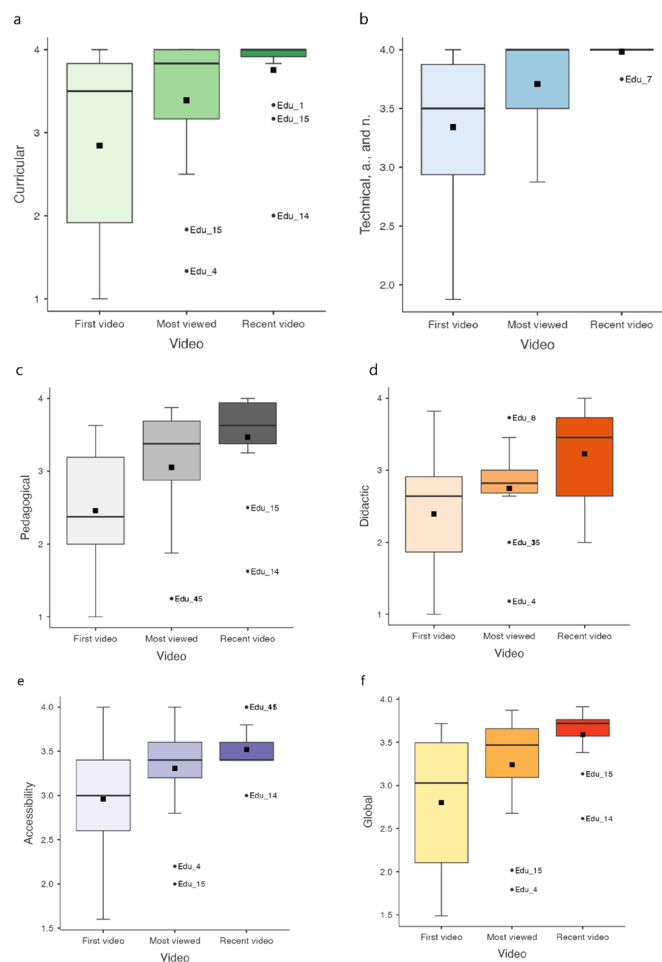 a
4
3
2
1
Curricular
Edu_15
Edu_4
Edu_1
Edu_15
Edu_14
First video
Most viewed
Recent video
Video
b
4.0
3.5
3.0
2.5
2.0
Technical, a., and n.
Edu_7
First video
Most viewed
Recent video
Video
c
4
3
2
1
Pedagogical
Edu_15
Edu_14
First video
Most viewed
Recent video
Video
d
4
3
2
1
Didactic
Edu_8
Edu_4
First video
Most viewed
Recent video
Video
e
4.0
3.5
3.0
2.5
2.0
1.5
Accessibility
Edu_4
Edu_15
Edu_14
First video
Most viewed
Recent video
Video
f
4.0
3.5
3.0
2.5
2.0
1.5
Global
Edu_15
Edu_4
Edu_15
Edu_14
First video
Most viewed
Recent video
Video